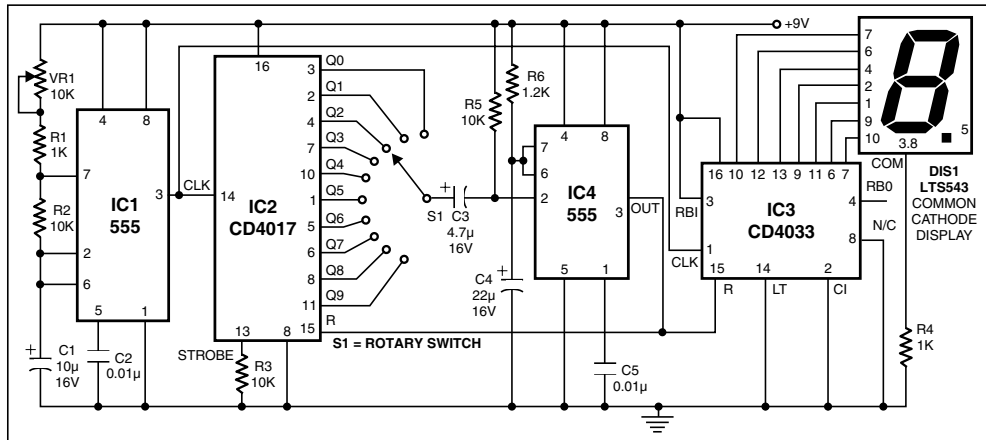 +9V
VR1
10K
R1
1K
R2
10K
C1
10µ
16V
C2
0.01µ
4
8
7
3
2
6
5
1
IC1
555
CLK
14
16
IC2
CD4017
3
2
4
7
10
1
5
6
8
11
15
13
8
Q0
Q1
Q2
Q3
Q4
Q5
Q6
Q7
Q8
Q9
R
STROBE
R3
10K
S1 = ROTARY SWITCH
S1
C3
4.7µ
16V
R5
10K
R6
1.2K
C4
22µ
16V
4
8
7
6
2
3
5
1
IC4
555
OUT
C5
0.01µ
16
10
12
13
9
11
6
7
3
1
15
14
2
4
8
IC3
CD4033
RBI
CLK
R
LT
CI
RB0
N/C
7
6
4
2
1
9
10
3.8
5
COM
DIS1
LTS543
COMMON
CATHODE
DISPLAY
R4
1K